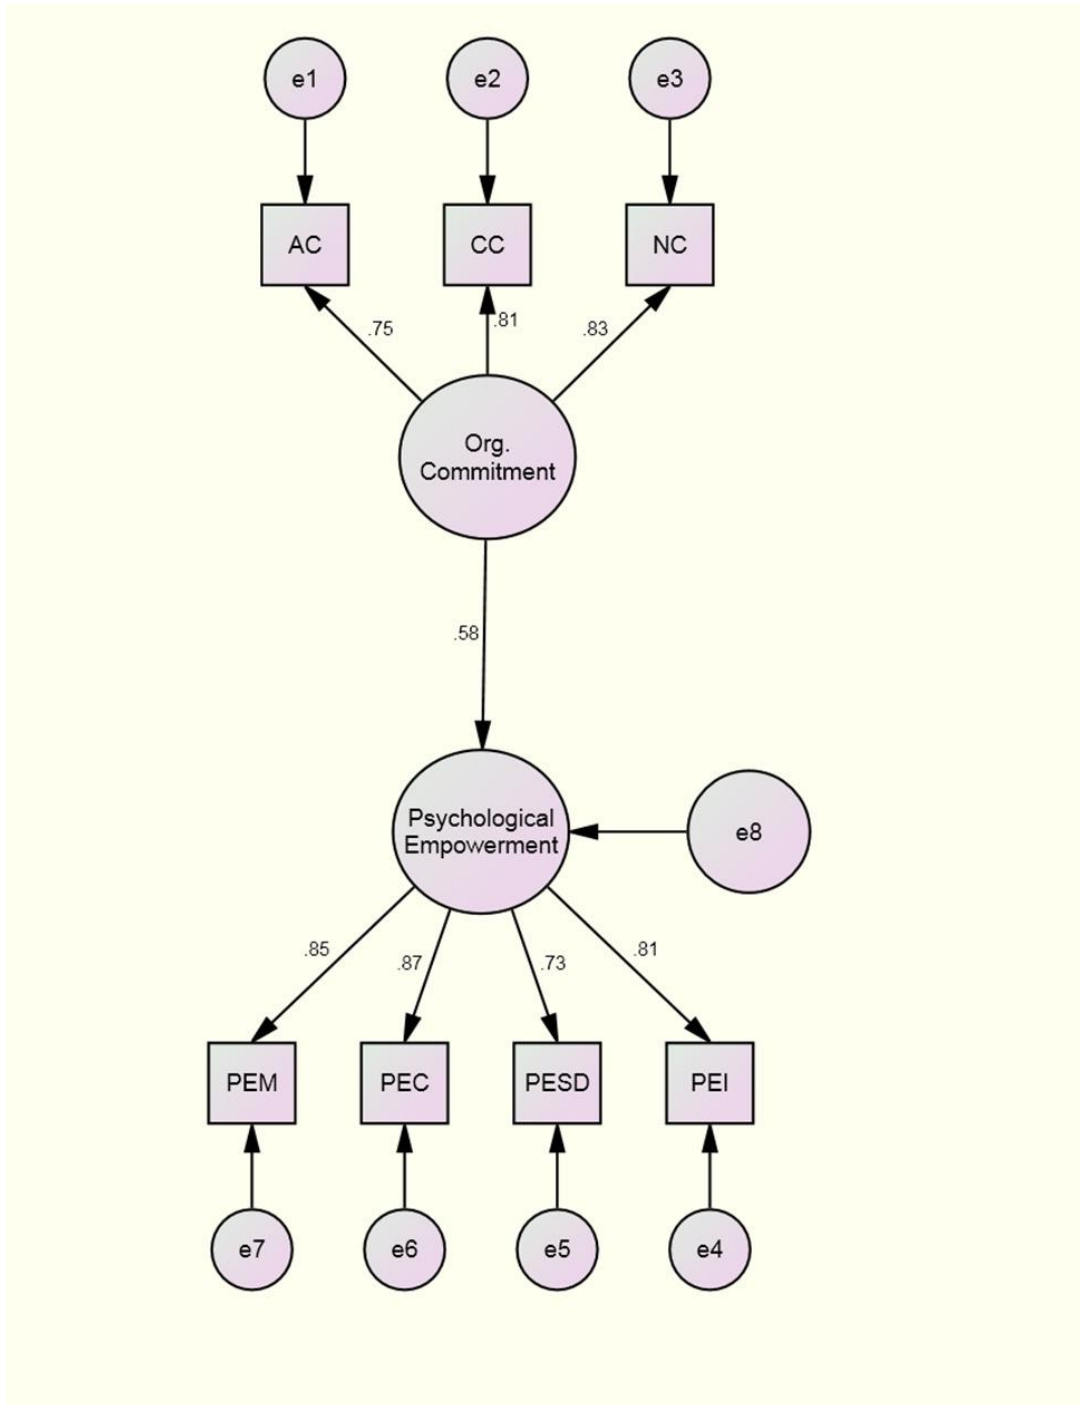 e1
e2
e3
AC
CC
NC
.75
.81
.83
Org.
Commitment
.58
Psychological
Empowerment
e8
.85
.87
.73
.81
PEM
PEC
PESD
PEI
e7
e6
e5
e4